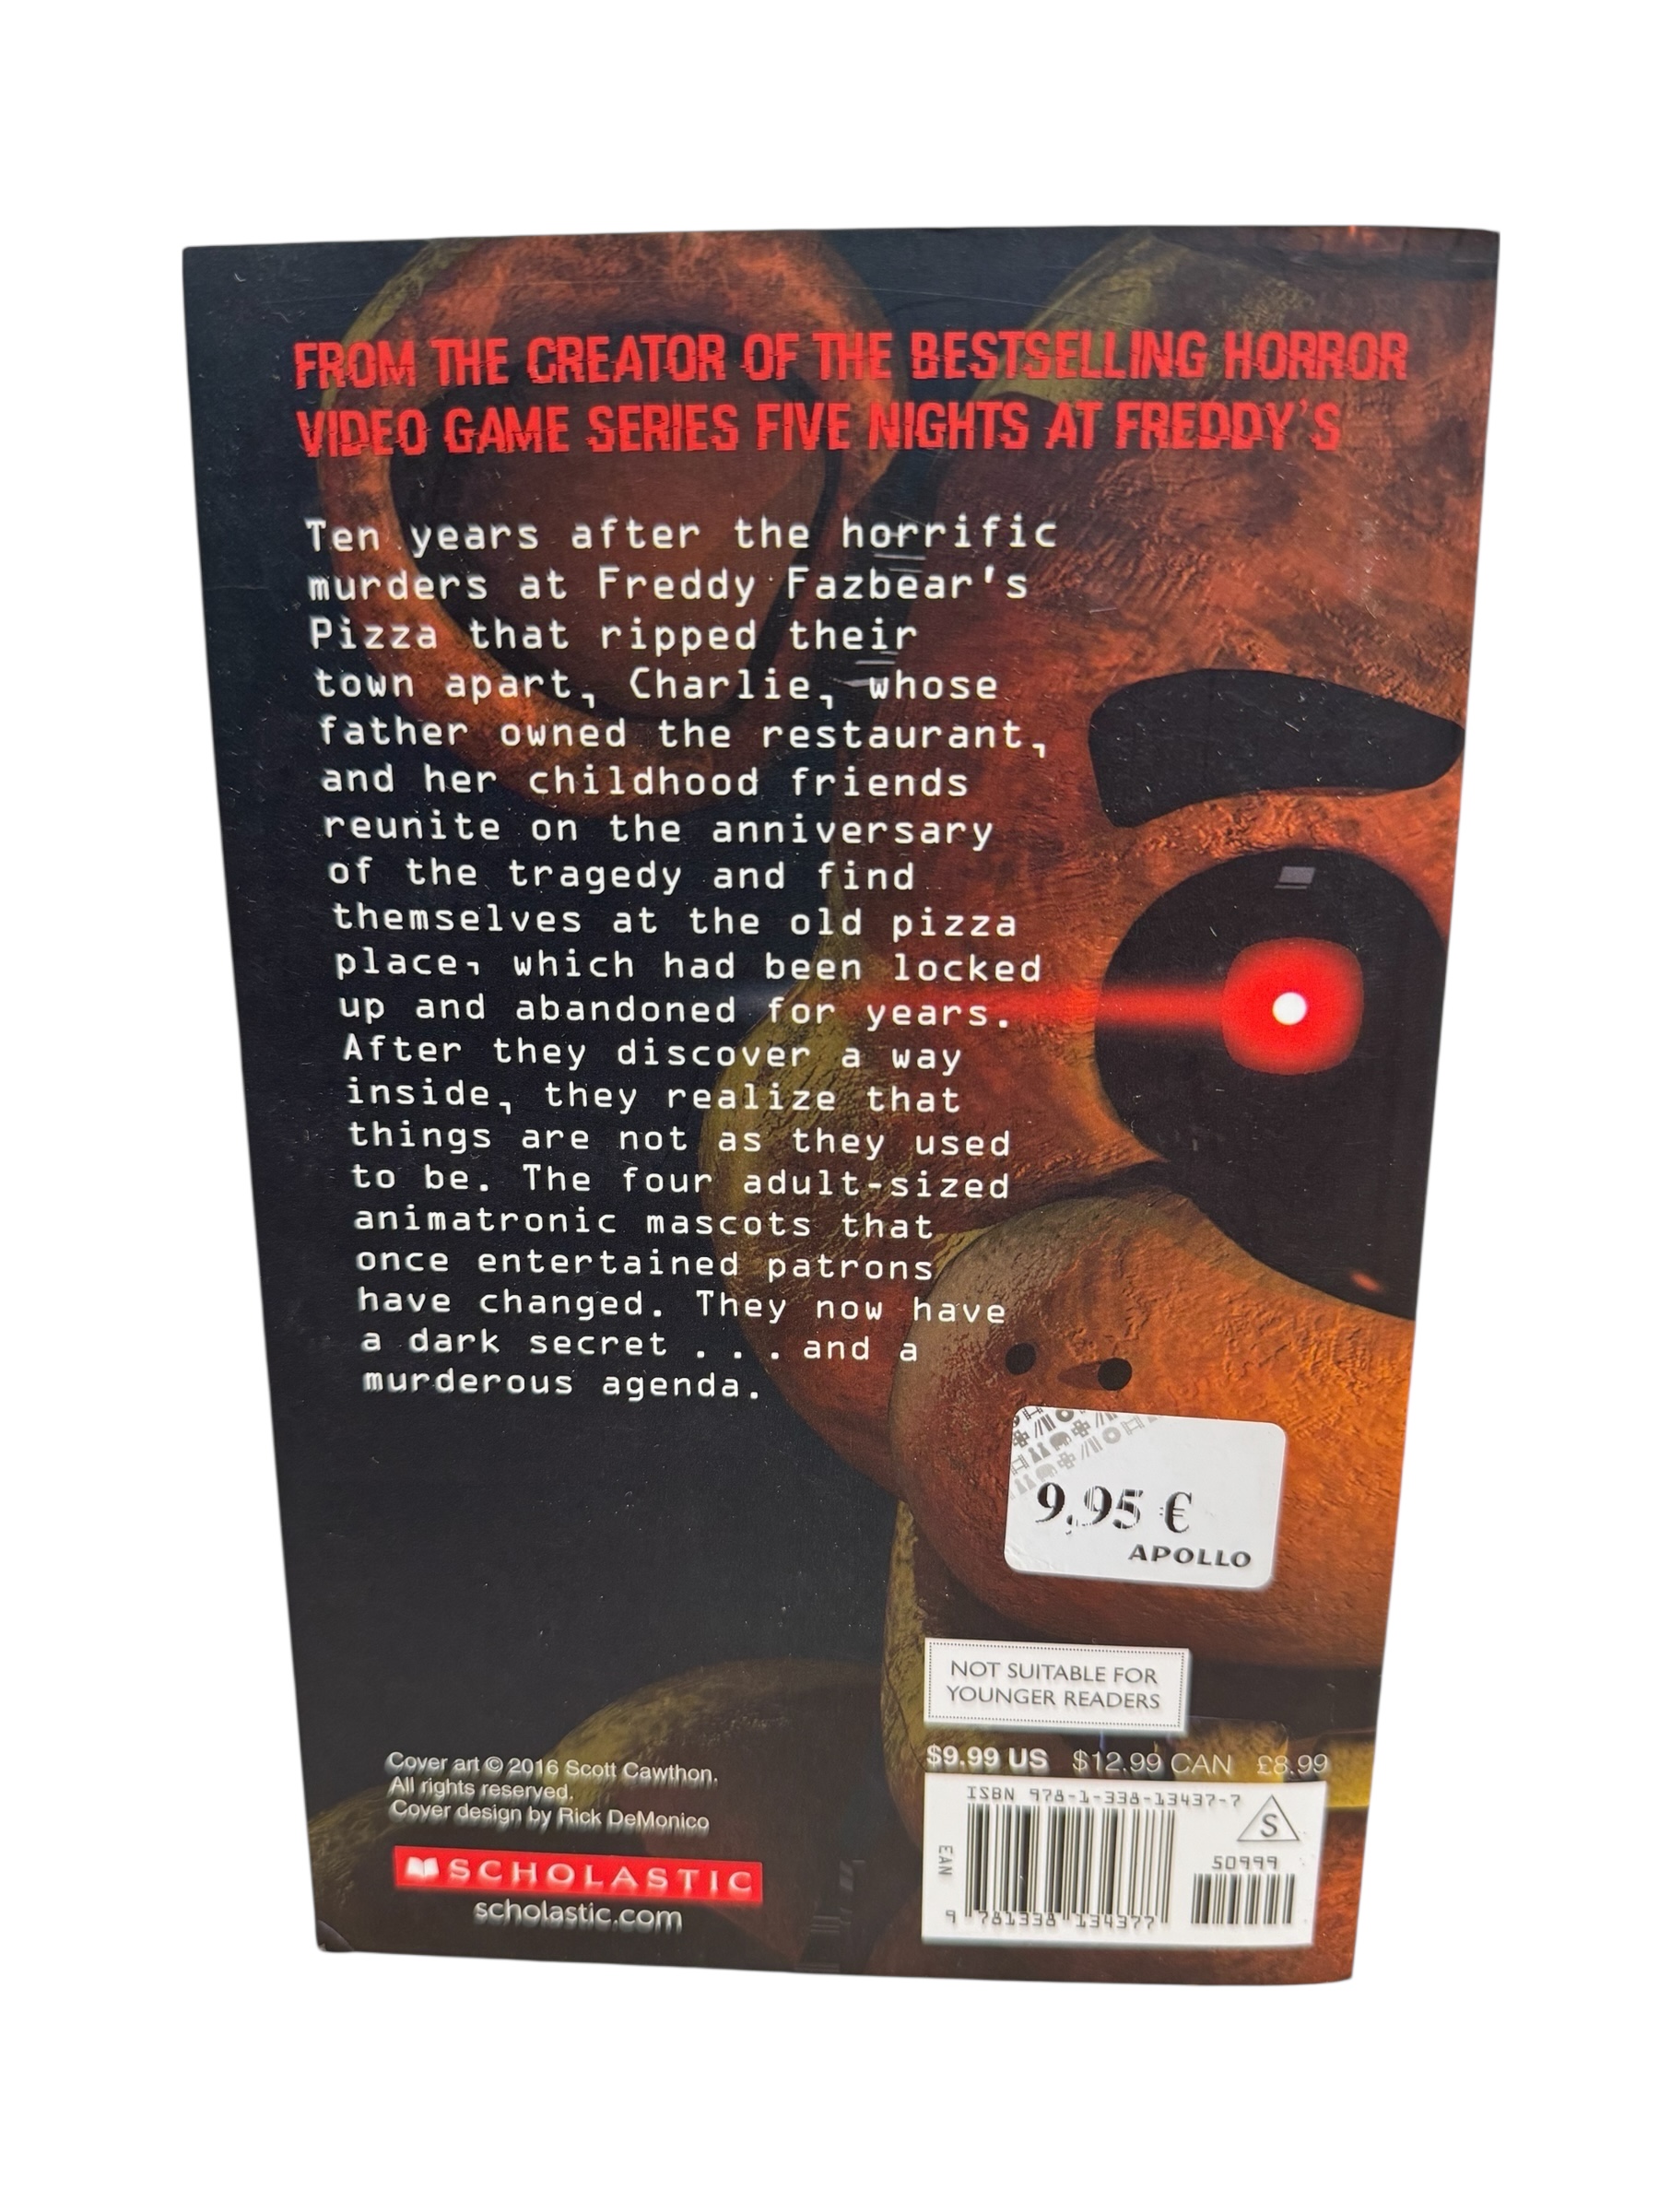 FROM THE CREATOR OF THE BESTSELLING HORROR
VIDEO GAME SERIES FIVE NIGHTS AT FREDDY'S
Ten years after the horrific
murders at Freddy Fazbear's
Pizza that ripped their
town apart, Charlie, whose
father owned the restaurant,
and her childhood friends
reunite on the anniversary
of the tragedy and find
themselves at the old pizza
place, which had been locked
up and abandoned for years.
After they discover a way
inside, they realize that
things are not as they used
to be. The four adult-sized
animatronic mascots that
once entertained patrons
have changed. They now have
a dark secret . . . and a
murderous agenda.
9,95 €
APOLLO
NOT SUITABLE FOR
YOUNGER READERS
Cover art © 2016 Scott Cawthon.
All rights reserved.
Cover design by Rick DeMonico
SCHOLASTIC
scholastic.com
$9.99 US $12.99 CAN £8.99
ISBN 978-1-338-13437-7
S
50999
EAN
9 781338 134377